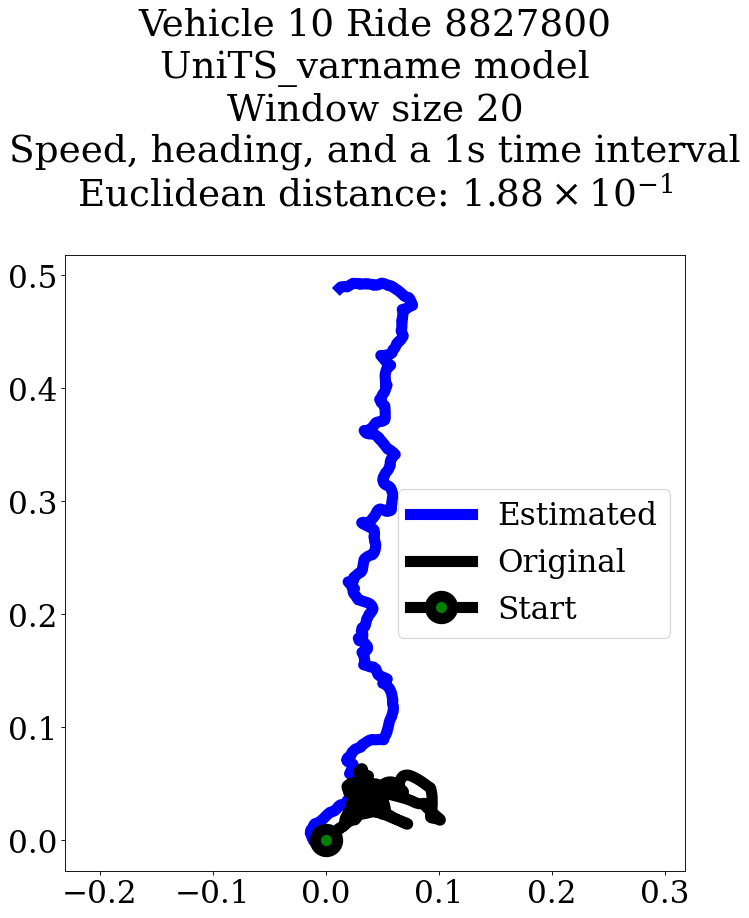 Vehicle 10 Ride 8827800
UniTS_varname model
Window size 20
Speed, heading, and a 1s time interval
Euclidean distance: 1.88 × 10⁻¹
0.5
0.4
0.3
0.2
0.1
0.0
Estimated
Original
Start
−0.2 −0.1 0.0 0.1 0.2 0.3